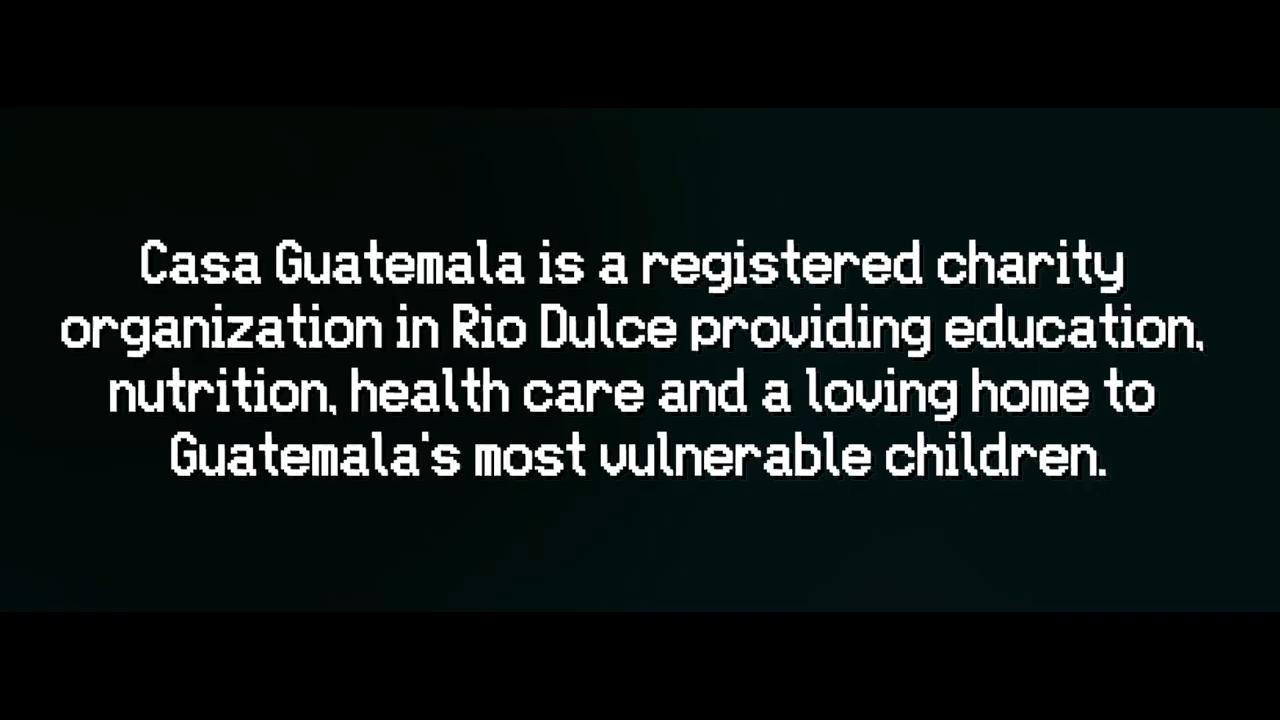 Casa Guatemala is a registered charity
organization in Rio Dulce providing education,
nutrition, health care and a loving home to
Guatemala's most vulnerable children.